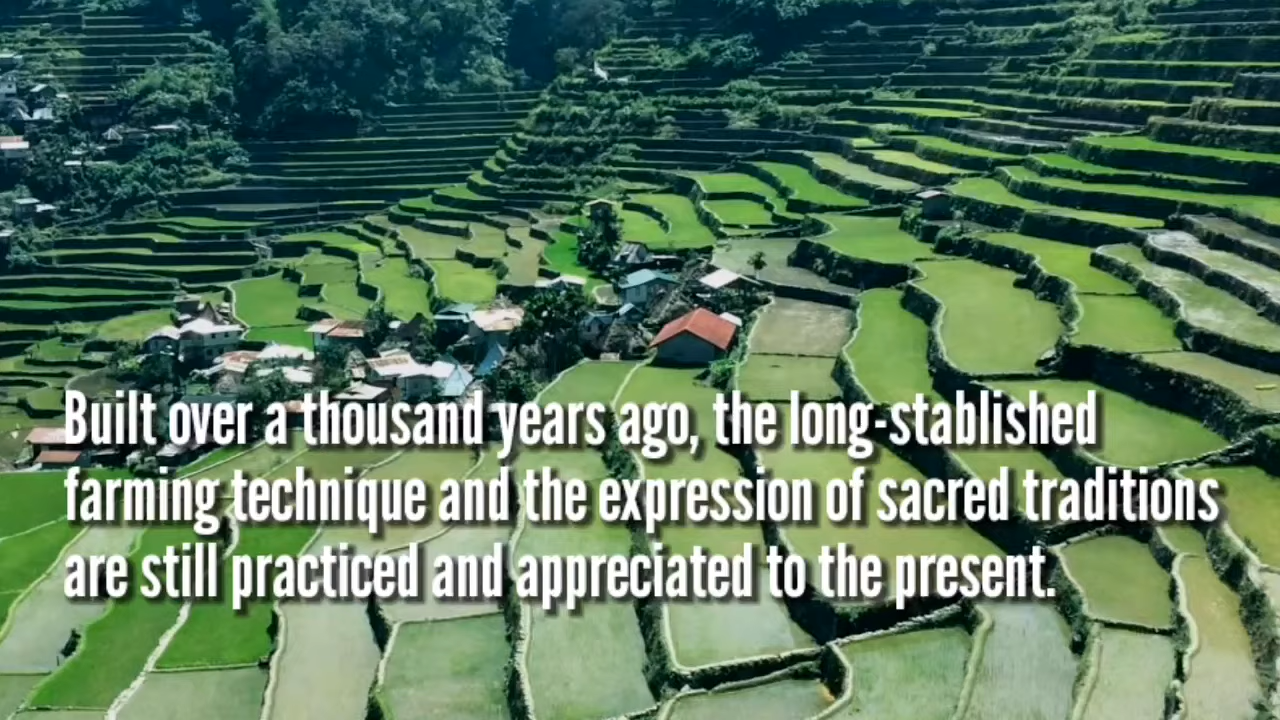 Built over a thousand years ago, the long-stablished
farming technique and the expression of sacred traditions
are still practiced and appreciated to the present.